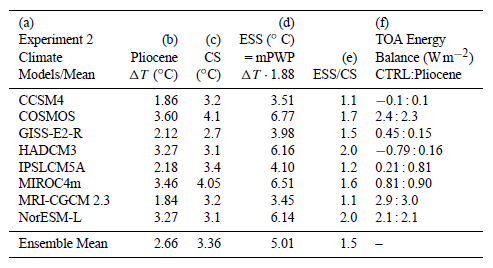 (a) (d) (f)
Experiment 2 (b) (c) ESS (° C) TOA Energy
Climate Pliocene CS = mPWP (e) Balance (W m−2)
Models/Mean ΔT (°C) (°C) ΔT · 1.88 ESS/CS CTRL:Pliocene
CCSM4 1.86 3.2 3.51 1.1 −0.1 : 0.1
COSMOS 3.60 4.1 6.77 1.7 2.4 : 2.3
GISS-E2-R 2.12 2.7 3.98 1.5 0.45 : 0.15
HADCM3 3.27 3.1 6.16 2.0 −0.79 : 0.16
IPSLCM5A 2.18 3.4 4.10 1.2 0.21 : 0.81
MIROC4m 3.46 4.05 6.51 1.6 0.81 : 0.90
MRI-CGCM 2.3 1.84 3.2 3.45 1.1 2.9 : 3.0
NorESM-L 3.27 3.1 6.14 2.0 2.1 : 2.1
Ensemble Mean 2.66 3.36 5.01 1.5 –